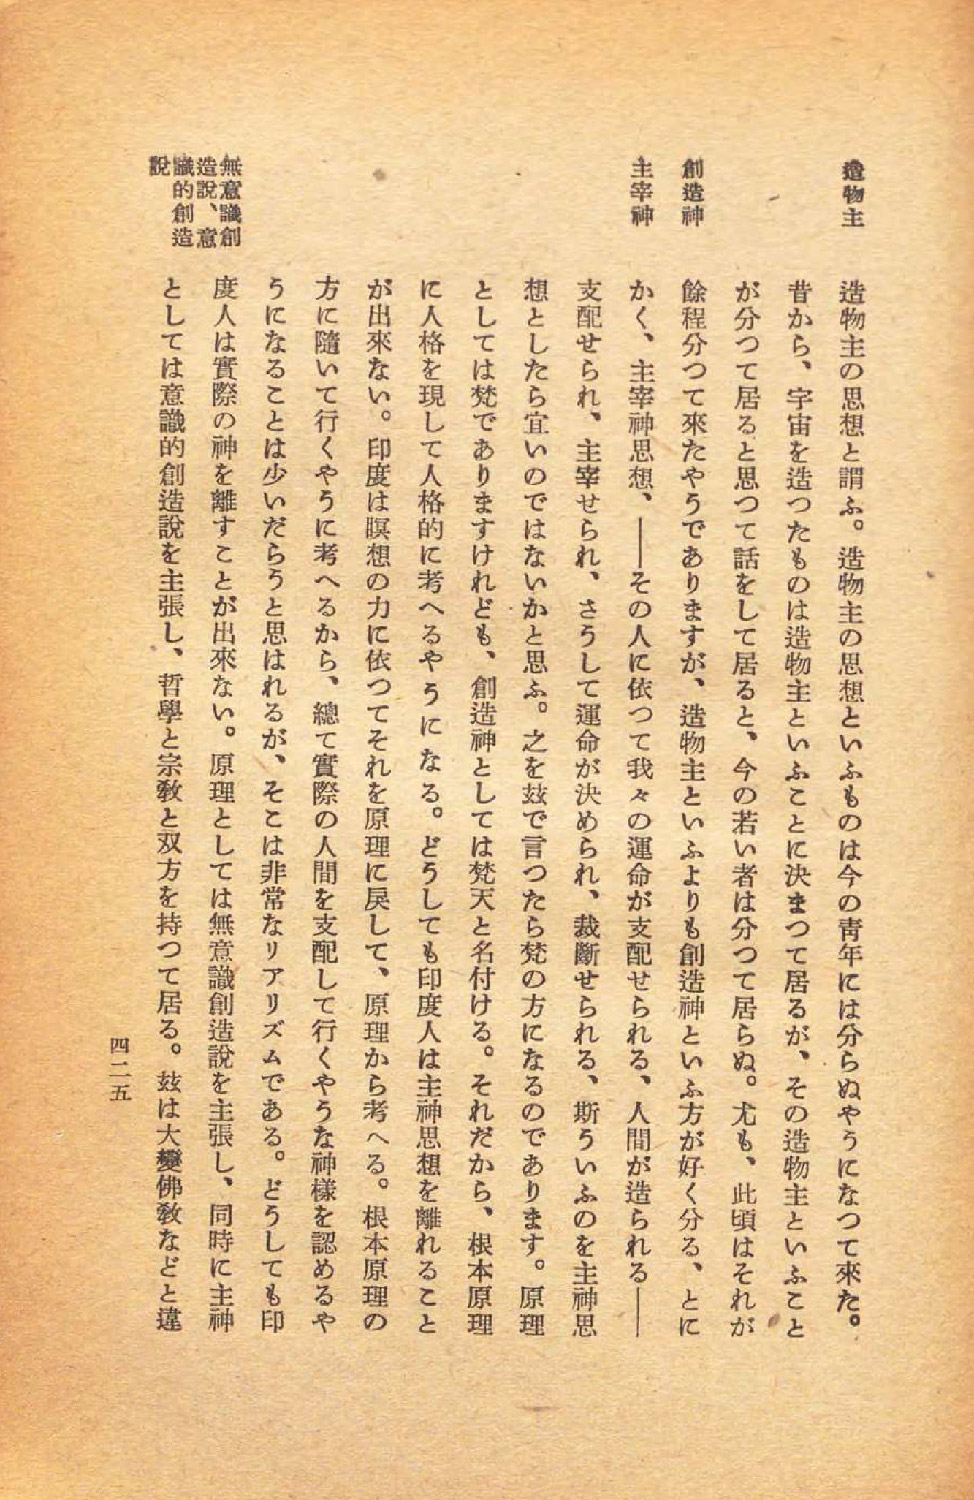 造物主
造物主の思想と謂ふ。造物主の思想といふものは今の靑年には分らぬやうになつて來た。
昔から、宇宙を造つたものは造物主といふことに決まつて居るが、その造物主といふこと
が分つて居ると思つて話をして居ると、今の若い者は分つて居らぬ。尤も、此頃はそれが
創造神
餘程分つて來たやうでありますが、造物主といふよりも創造神といふ方が好く分る、とに
主宰神
かく、主宰神思想、――その人に依つて我々の運命が支配せられる、人間が造られる――
支配せられ、主宰せられ、さうして運命が決められ、裁斷せられる、斯ういふのを主神思
想としたら宜いのではないかと思ふ。之を玆で言つたら梵の方になるのであります。原理
としては梵でありますけれども、創造神としては梵天と名付ける。それだから、根本原理
に人格を現して人格的に考へるやうになる。どうしても印度人は主神思想を離れること
が出來ない。印度は瞑想の力に依つてそれを原理に戾して、原理から考へる。根本原理の
方に隨いて行くやうに考へるから、總て實際の人間を支配して行くやうな神樣を認めるや
うになることは少いだらうと思はれるが、そこは非常なリアリズムである。どうしても印
無意識創
造說、意
識的創造
說
度人は實際の神を離すことが出來ない。原理としては無意識創造說を主張し、同時に主神
としては意識的創造說を主張し、哲學と宗敎と双方を持つて居る。玆は大變佛敎などと違
四二五